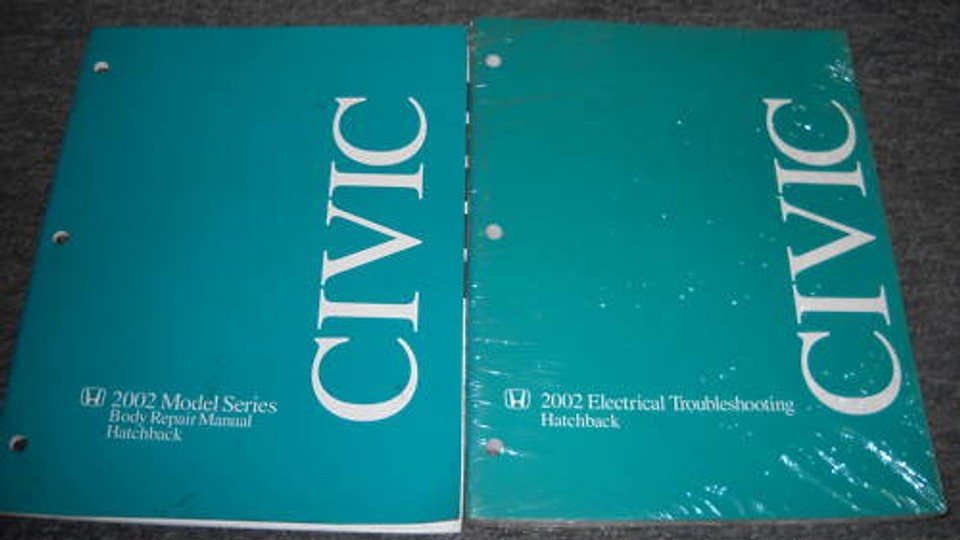 CIVIC
2002 Model Series
Body Repair Manual
Hatchback
CIVIC
2002 Electrical Troubleshooting
Hatchback